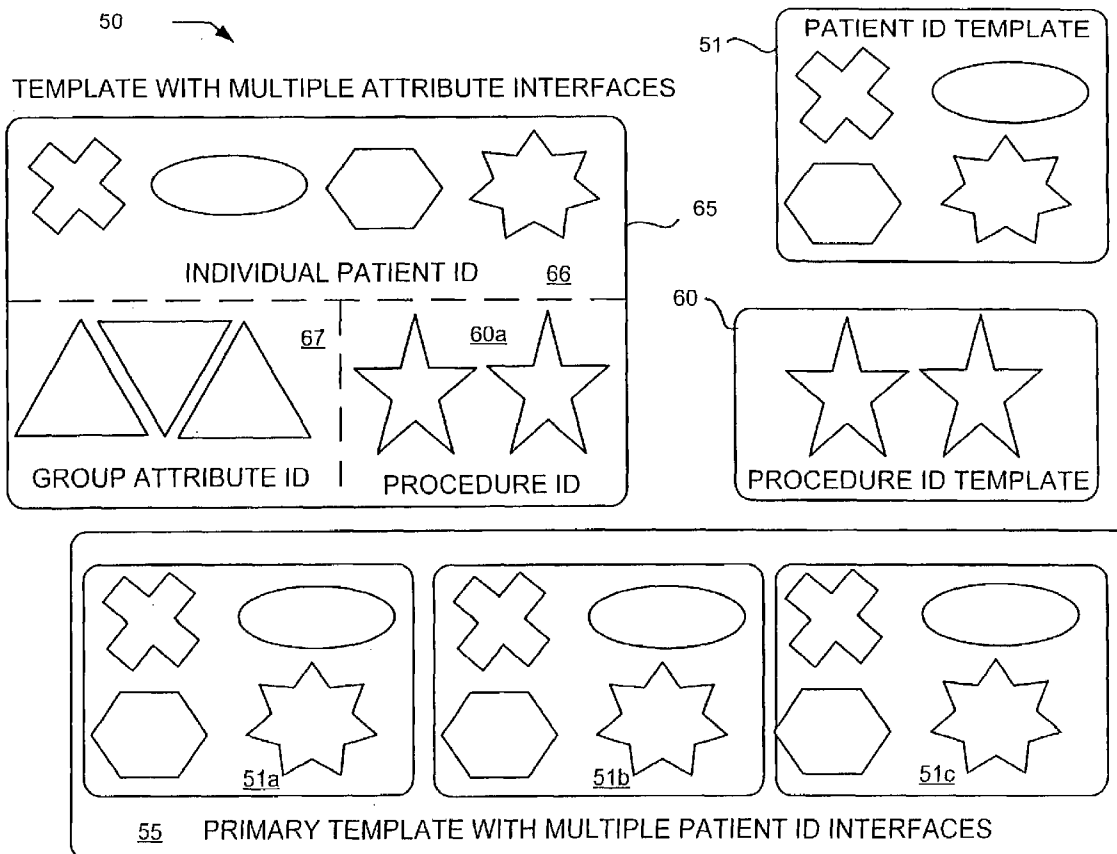 50
51
PATIENT ID TEMPLATE
TEMPLATE WITH MULTIPLE ATTRIBUTE INTERFACES
65
INDIVIDUAL PATIENT ID 66
60
67
60a
GROUP ATTRIBUTE ID
PROCEDURE ID
PROCEDURE ID TEMPLATE
51a
51b
51c
55 PRIMARY TEMPLATE WITH MULTIPLE PATIENT ID INTERFACES